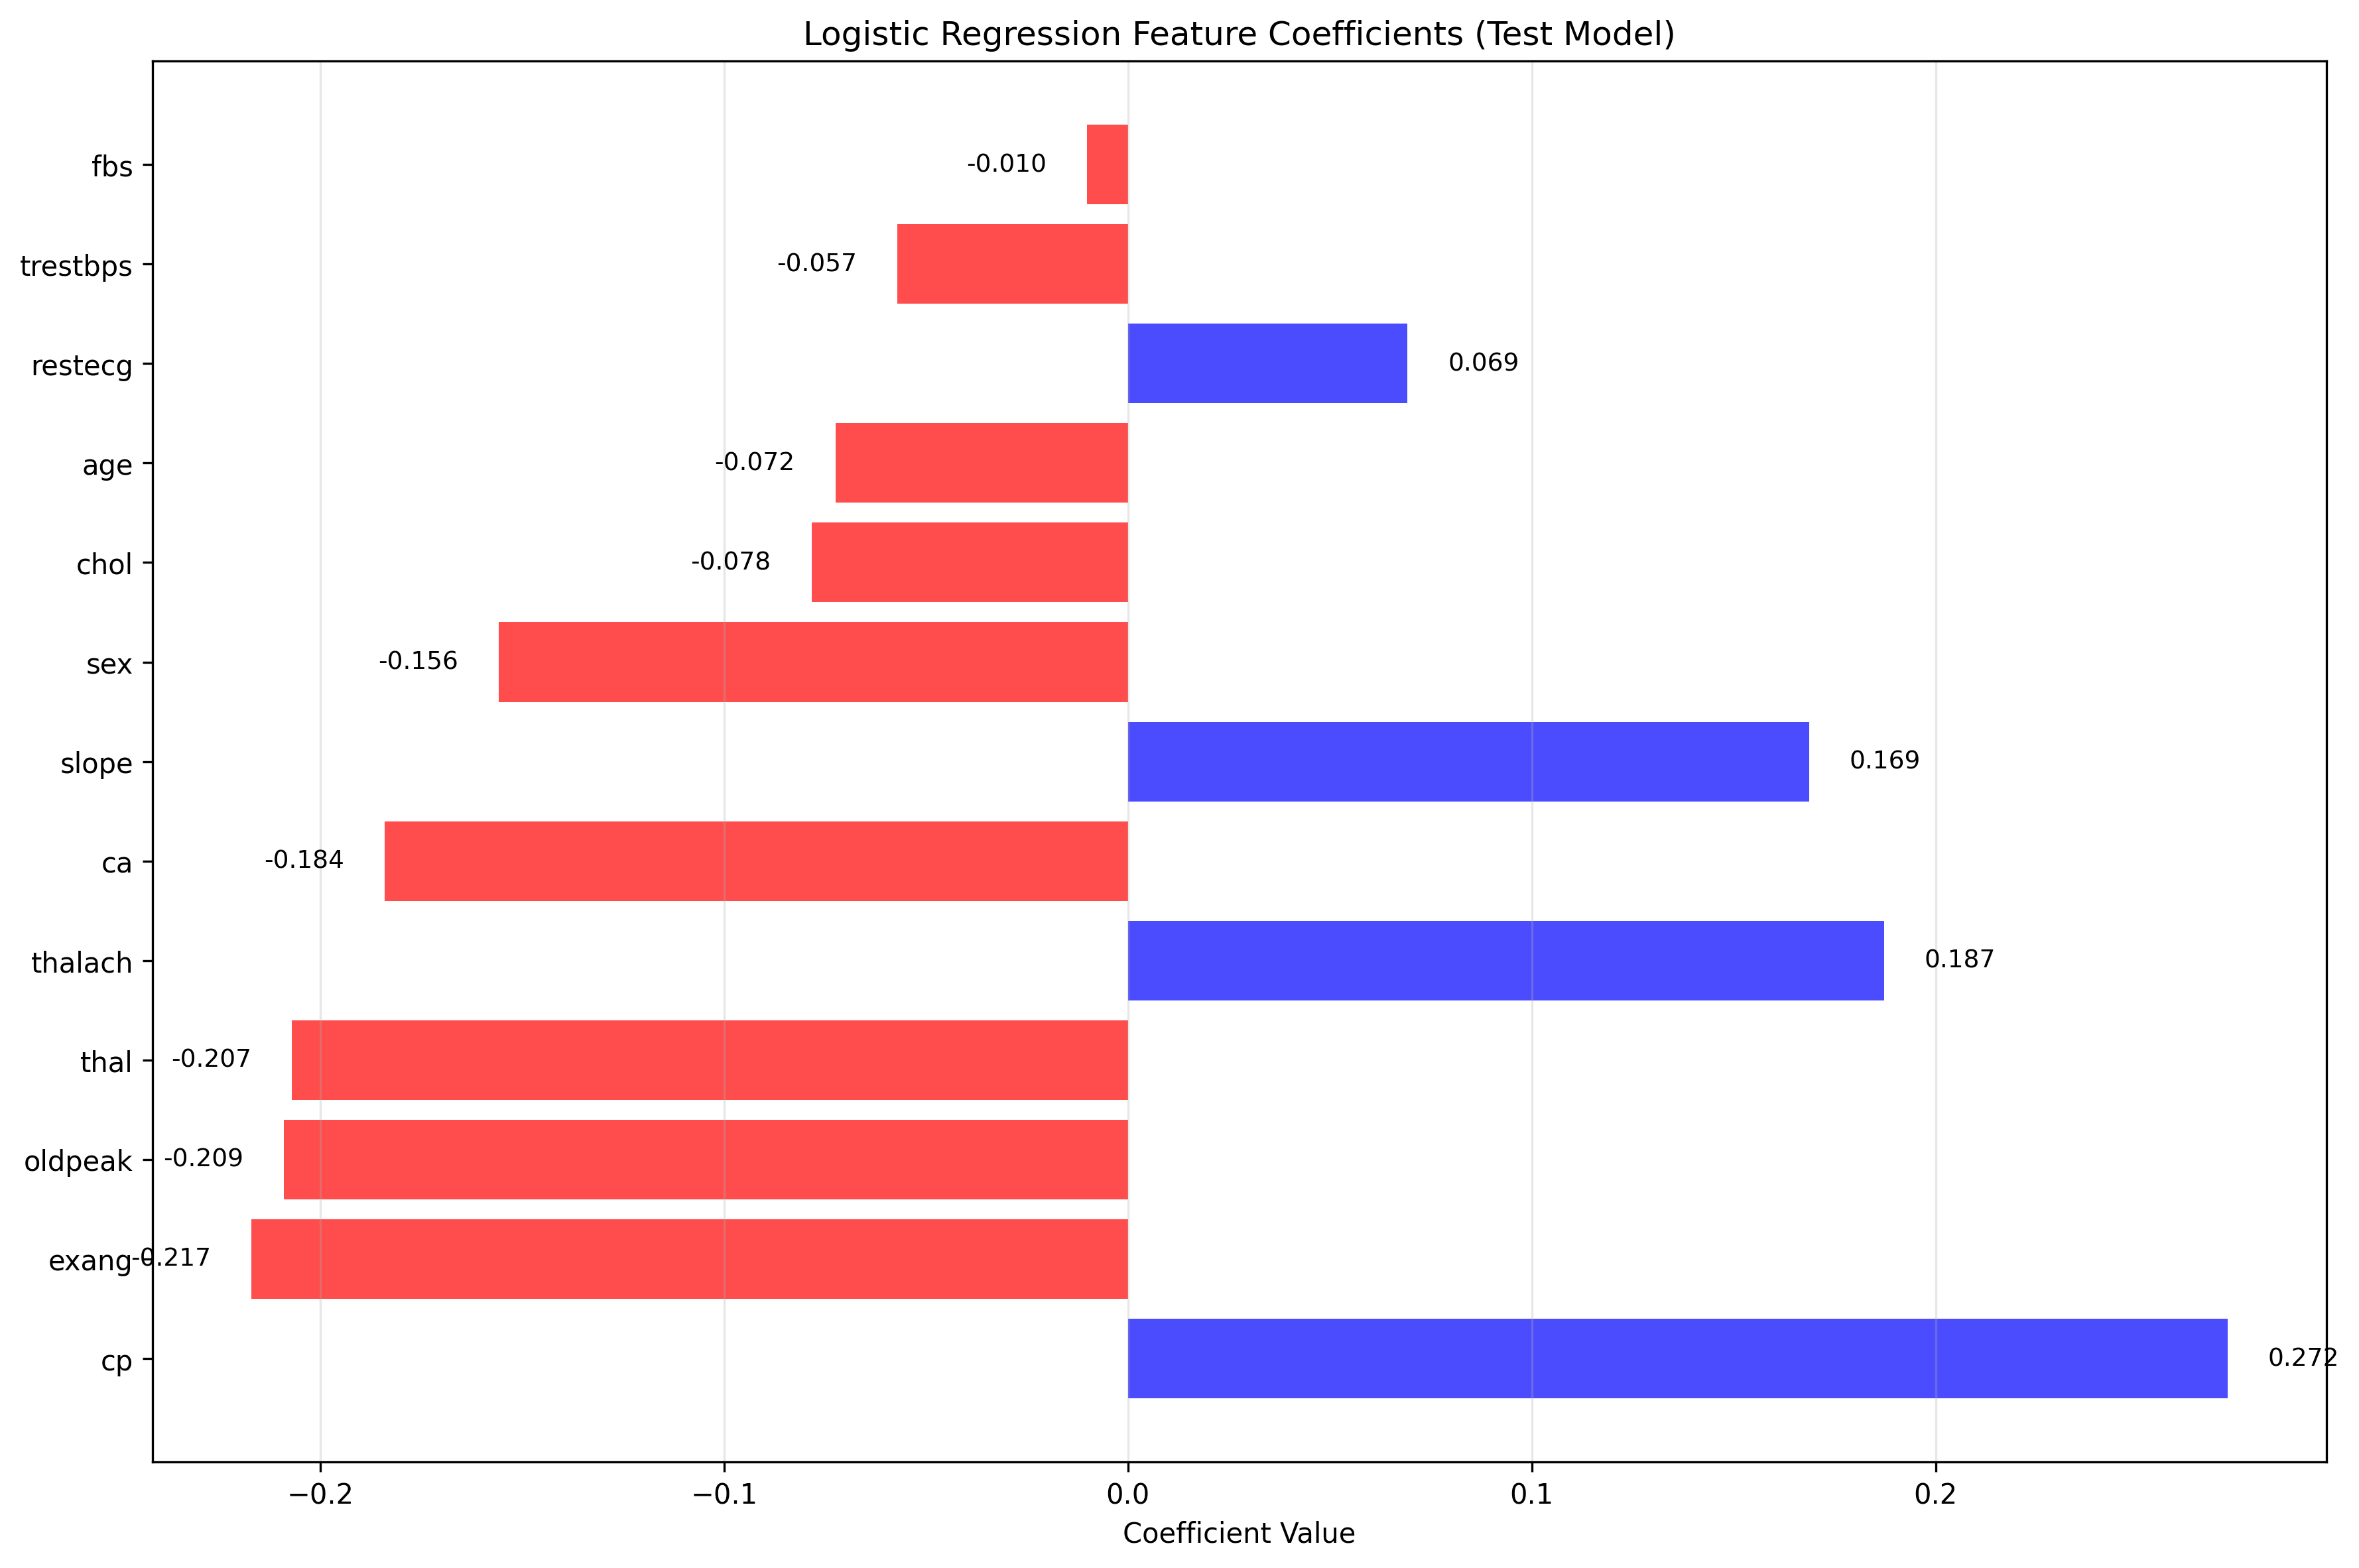 Logistic Regression Feature Coefficients (Test Model)
fbs -0.010
trestbps -0.057
restecg 0.069
age -0.072
chol -0.078
sex -0.156
slope 0.169
ca -0.184
thalach 0.187
thal -0.207
oldpeak -0.209
exang -0.217
cp 0.272
−0.2 −0.1 0.0 0.1 0.2
Coefficient Value